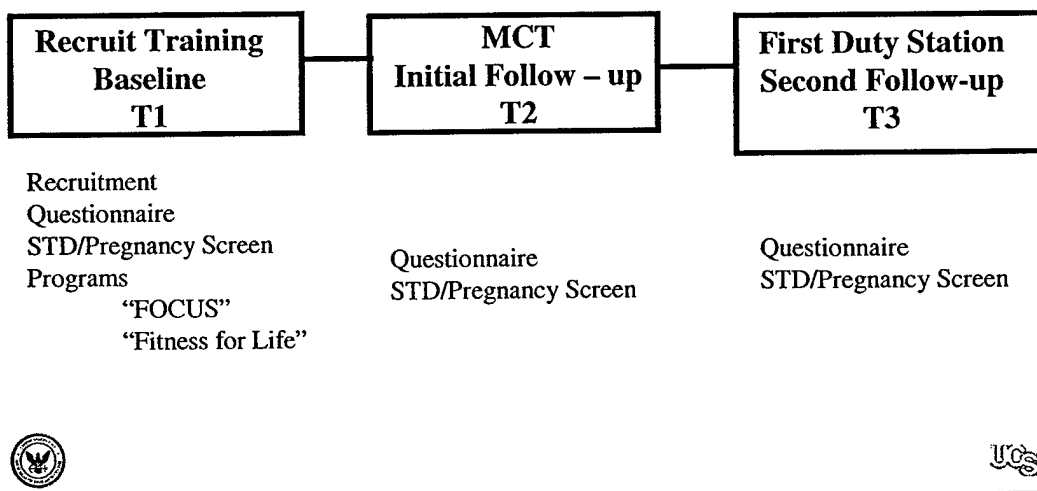 Recruit Training
Baseline
T1
MCT
Initial Follow – up
T2
First Duty Station
Second Follow-up
T3
Recruitment
Questionnaire
STD/Pregnancy Screen
Programs
“FOCUS”
“Fitness for Life”
Questionnaire
STD/Pregnancy Screen
Questionnaire
STD/Pregnancy Screen
UCS